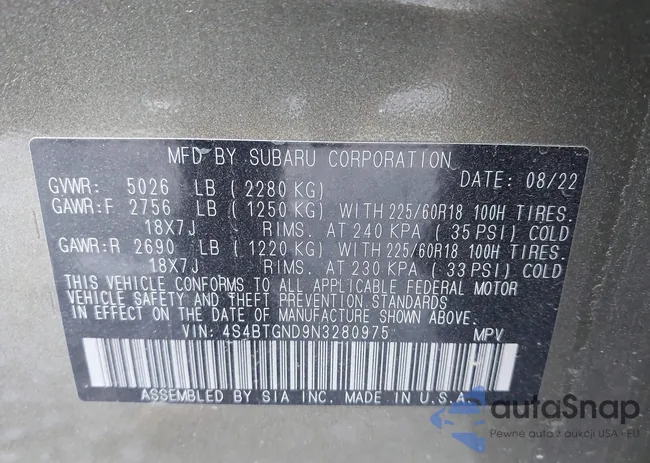 MFD BY SUBARU CORPORATION
GVWR: 5026 LB (2280 KG) DATE: 08/22
GAWR:F 2756 LB (1250 KG) WITH 225/60R18 100H TIRES.
18X7J RIMS. AT 240 KPA (35 PSI) COLD
GAWR:R 2690 LB (1220 KG) WITH 225/60R18 100H TIRES.
18X7J RIMS. AT 230 KPA (33 PSI) COLD
THIS VEHICLE CONFORMS TO ALL APPLICABLE FEDERAL MOTOR
VEHICLE SAFETY AND THEFT PREVENTION STANDARDS
IN EFFECT ON THE DATE OF MANUFACTURE SHOWN ABOVE.
VIN: 4S4BTGND9N3280975 MPV
ASSEMBLED BY SIA INC. MADE IN U.S.A.
autoSnap
Pewne auto z aukcji USA - EU